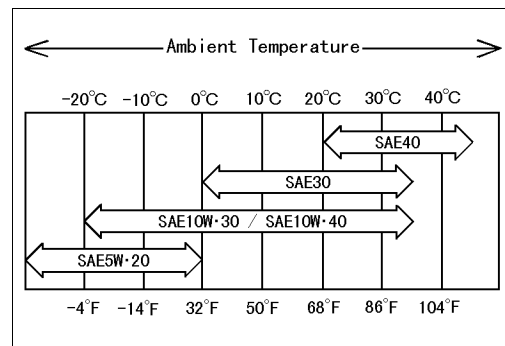 Ambient Temperature
-20°C -10°C 0°C 10°C 20°C 30°C 40°C
SAE40
SAE30
SAE10W·30 / SAE10W·40
SAE5W·20
-4°F -14°F 32°F 50°F 68°F 86°F 104°F